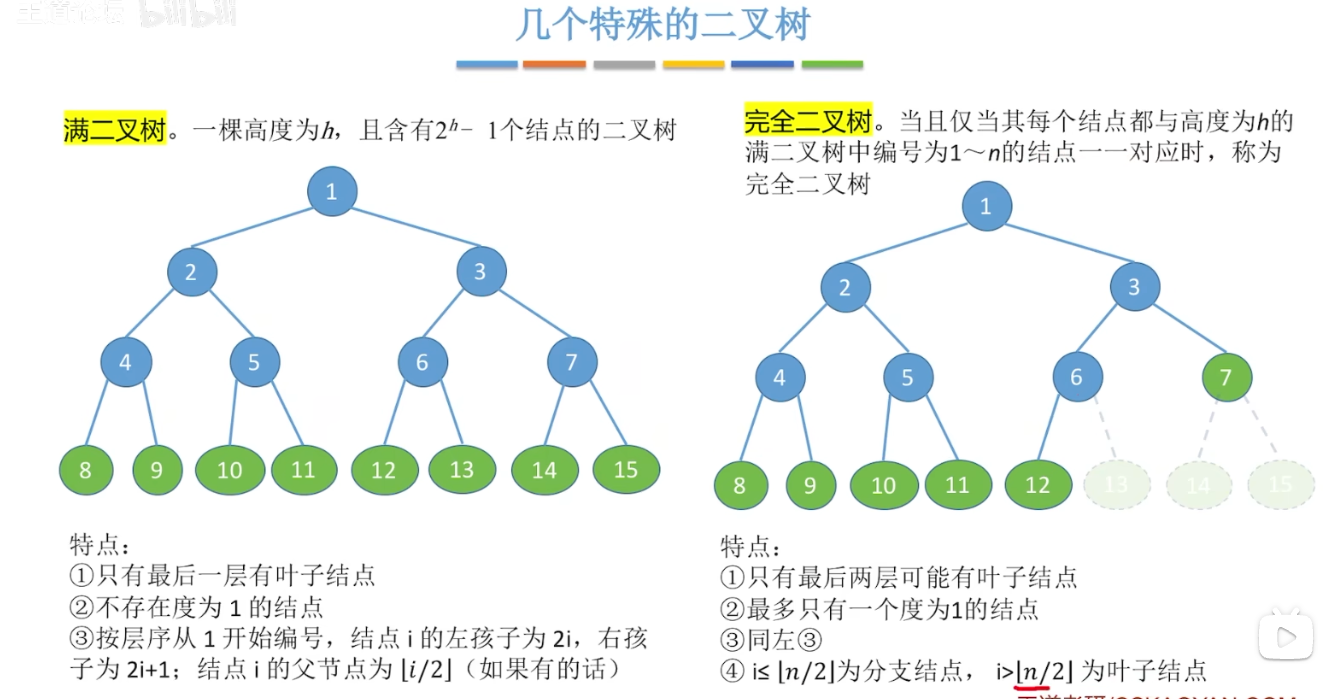 bilibili
几个特殊的二叉树
满二叉树。一棵高度为h，且含有2ʰ- 1个结点的二叉树
1
2 3
4 5 6 7
8 9 10 11 12 13 14 15
特点：
①只有最后一层有叶子结点
②不存在度为 1 的结点
③按层序从 1 开始编号，结点 i 的左孩子为 2i，右孩
子为 2i+1；结点 i 的父节点为 ⌊i/2⌋（如果有的话）
完全二叉树。当且仅当其每个结点都与高度为h的
满二叉树中编号为1～n的结点一一对应时，称为
完全二叉树
1
2 3
4 5 6 7
8 9 10 11 12 13 14 15
特点：
①只有最后两层可能有叶子结点
②最多只有一个度为1的结点
③同左③
④ i≤ ⌊n/2⌋为分支结点， i>⌊n/2⌋ 为叶子结点